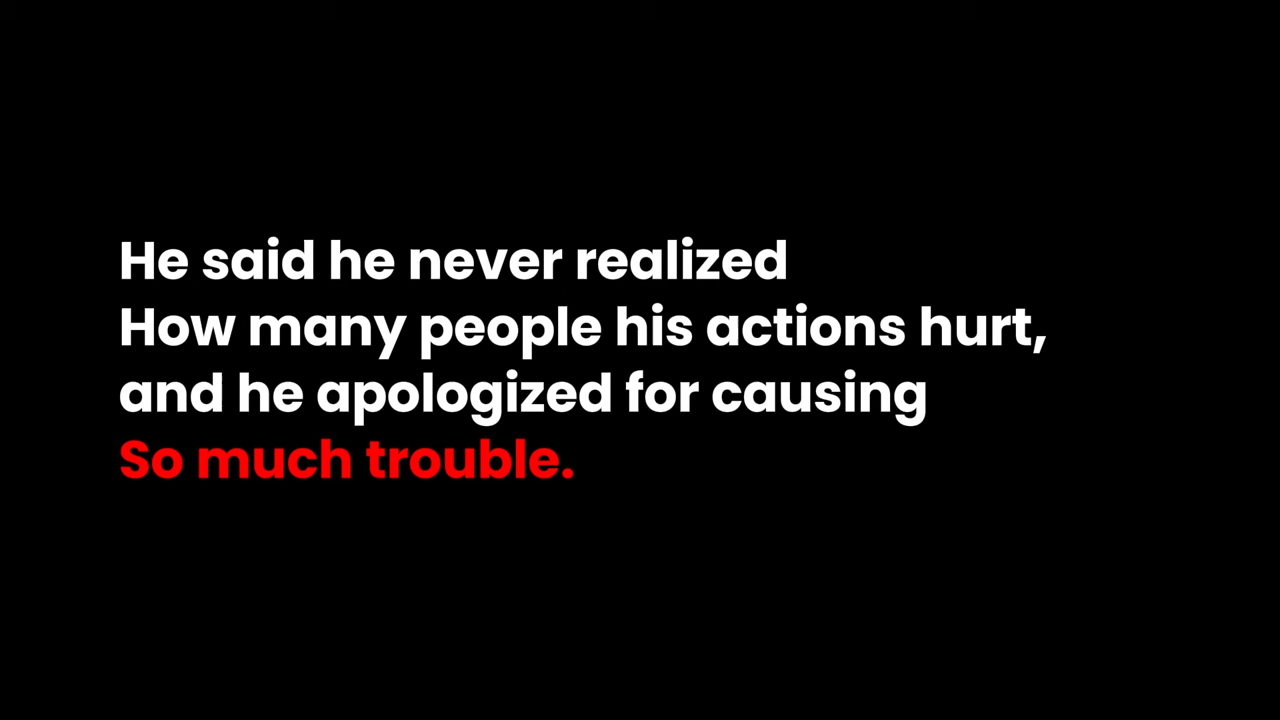 He said he never realized
How many people his actions hurt,
and he apologized for causing
So much trouble.